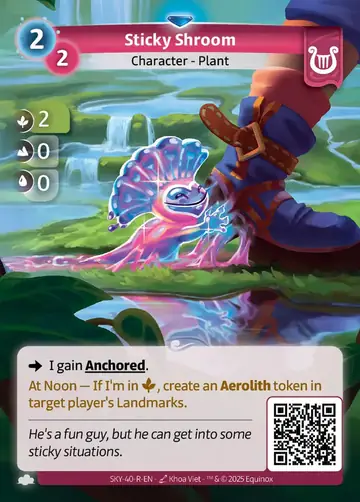 2
2
Sticky Shroom
Character - Plant
2
0
0
I gain Anchored.
At Noon — If I'm in , create an Aerolith token in
target player's Landmarks.
He's a fun guy, but he can get into some
sticky situations.
SKY-40-R-EN - Khoa Viet - ™ & © 2025 Equinox